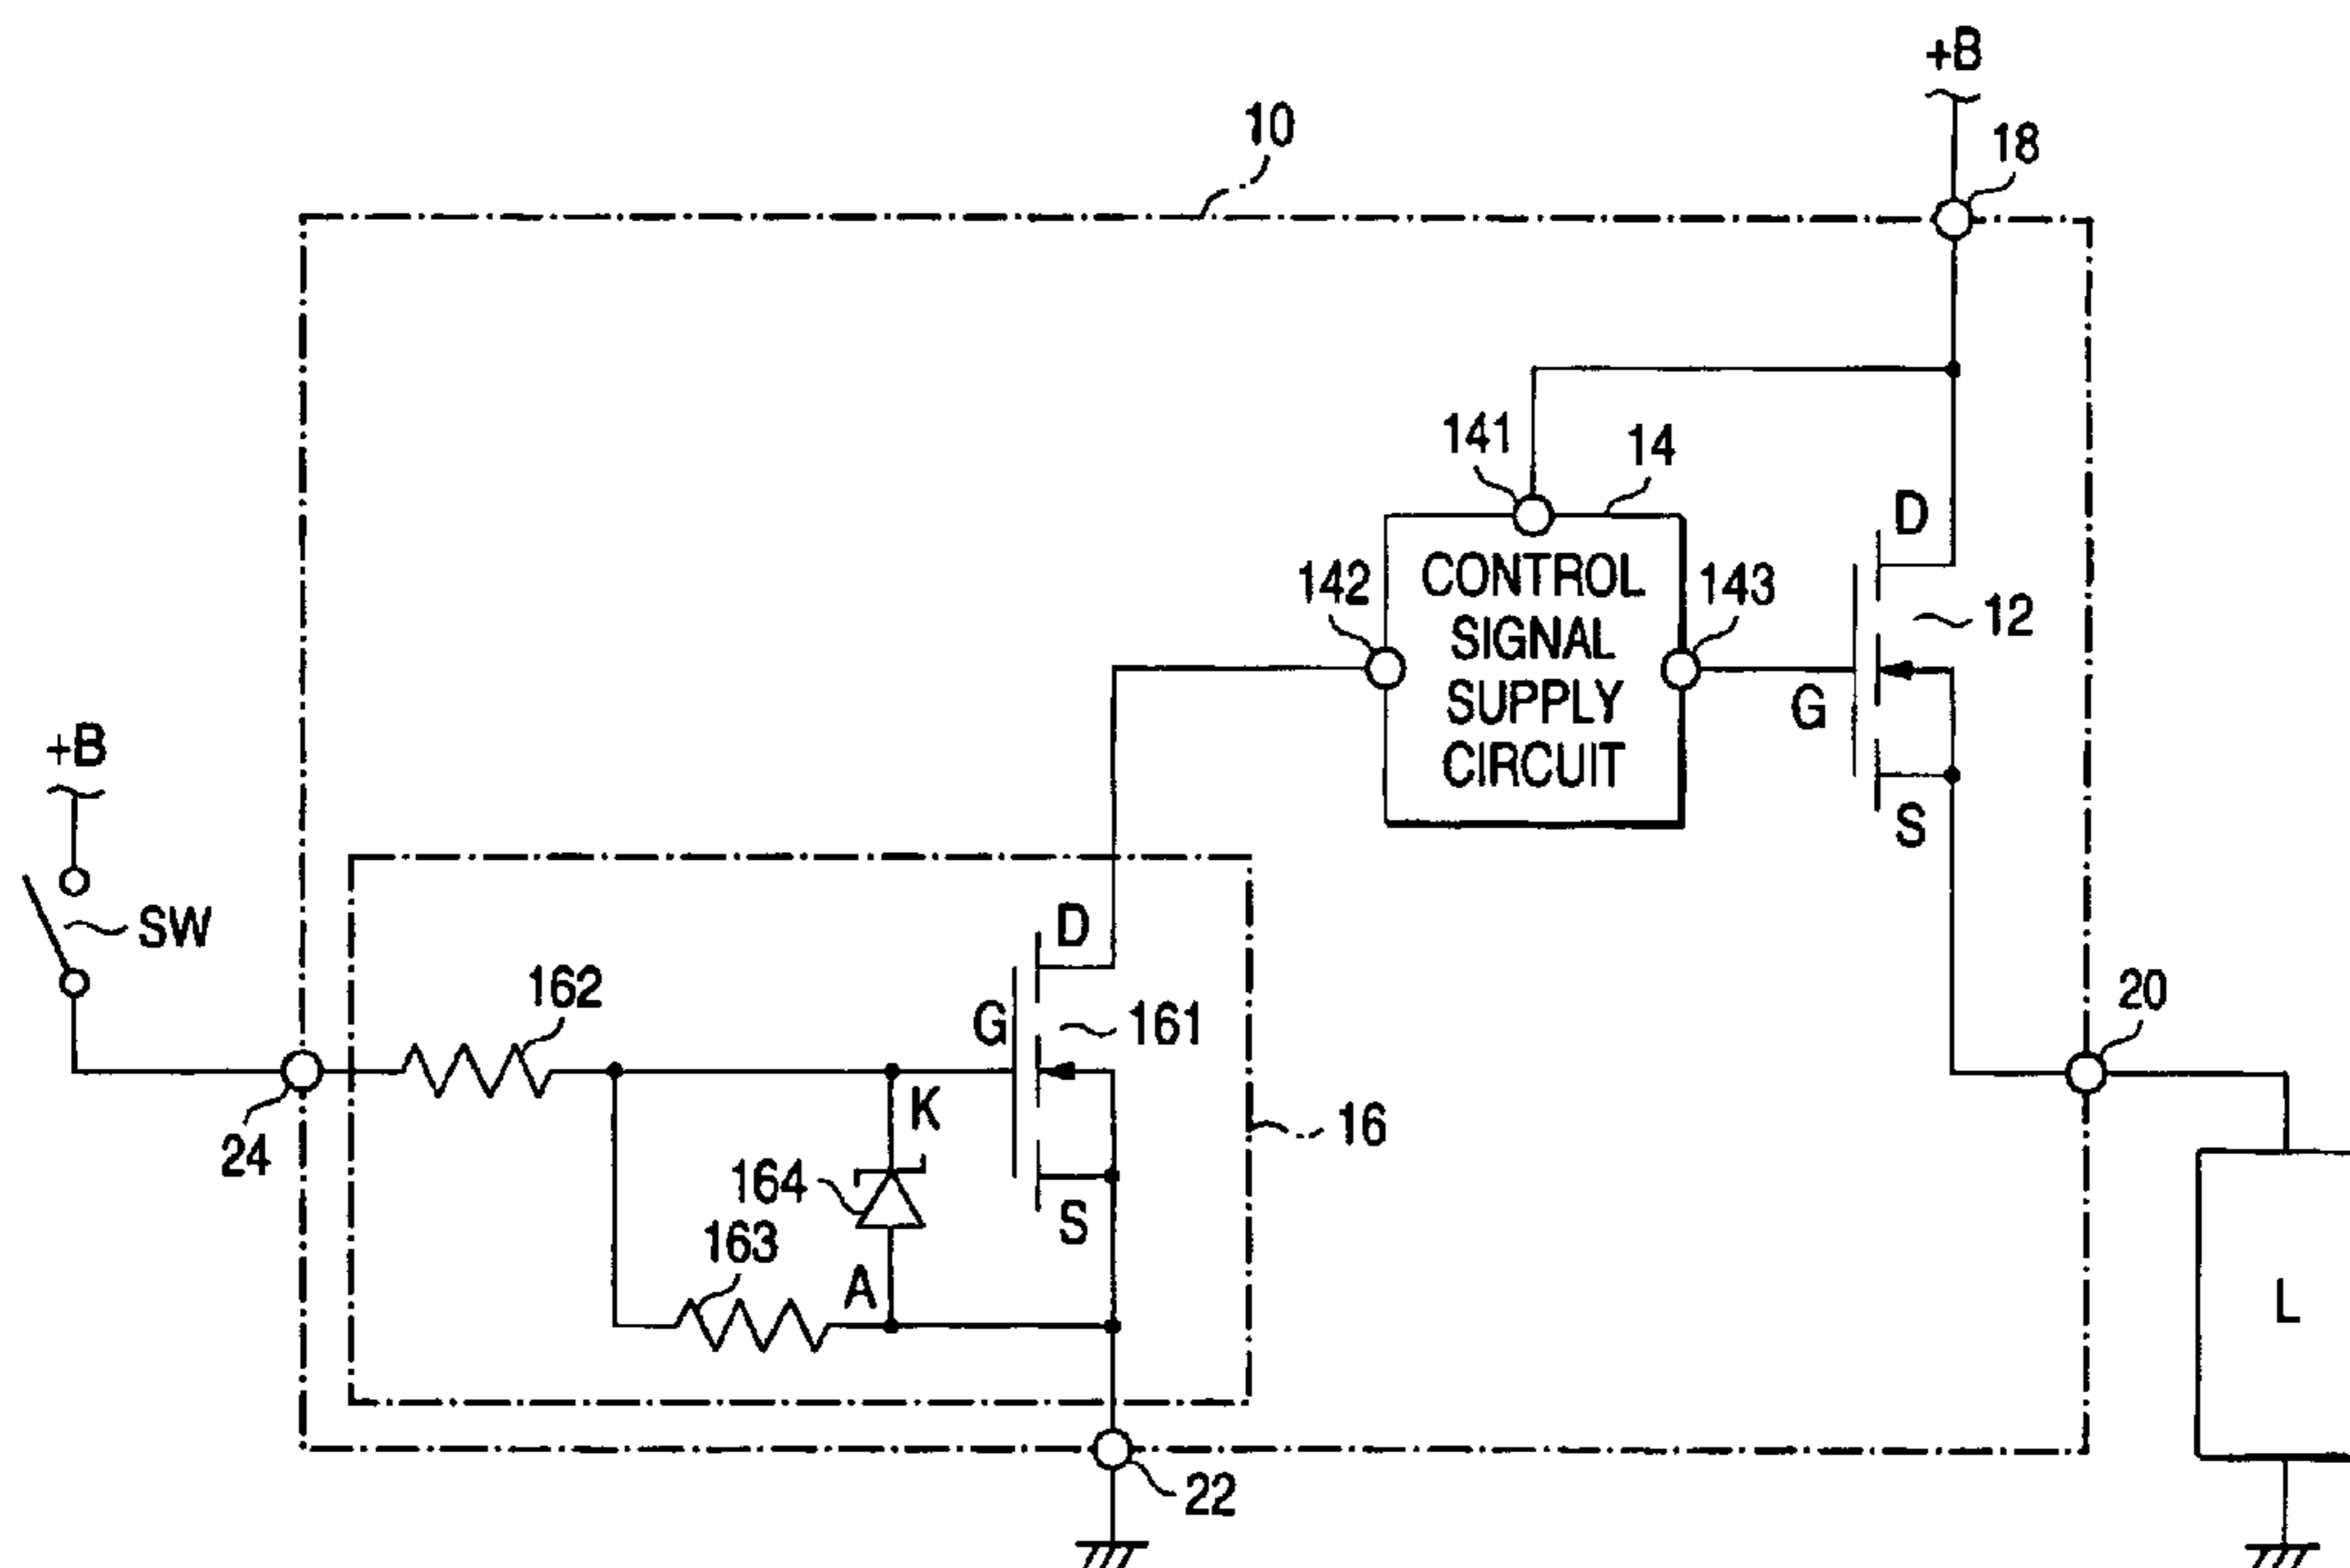 +B
10
18
141
14
D
142
CONTROL
SIGNAL
SUPPLY
CIRCUIT
143
12
G
S
+B
SW
D
162
G
161
20
24
K
16
164
S
163
A
L
22